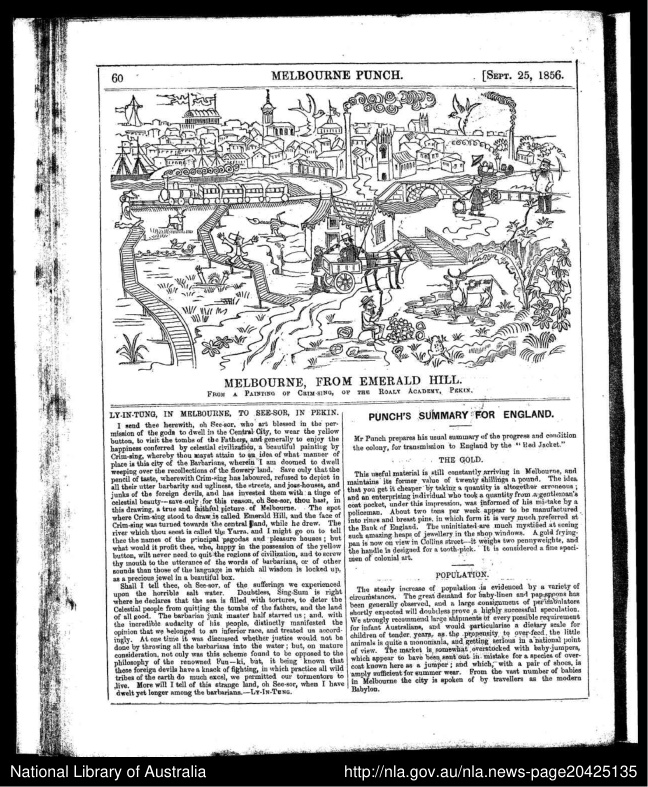 60 MELBOURNE PUNCH. [SEPT. 25, 1856.
MELBOURNE, FROM EMERALD HILL.
FROM A PAINTING OF CRIM-SING, OF THE ROALY ACADEMY, PEKIN.
LY-IN-TUNG, IN MELBOURNE, TO SEE-SOR, IN PEKIN.
I send thee herewith, oh See-sor, who art blessed in the per-
mission of the gods to dwell in the Central City, to wear the yellow
button, to visit the tombs of the Fathers, and generally to enjoy the
happiness conferred by celestial civilization, a beautiful painting by
Crim-sing, whereby thou mayst attain to an idea of what manner of
place is this city of the Barbarians, wherein I am doomed to dwell
weeping over the recollections of the flowery land. Save only that the
pencil of taste, wherewith Crim-sing has laboured, refused to depict in
all their utter barbarity and ugliness, the streets, and joss-houses, and
junks of the foreign devils, and has invested them with a tinge of
celestial beauty—save only for this reason, oh See-sor, thou hast, in
this drawing, a true and faithful picture of Melbourne. The spot
where Crim-sing stood to draw is called Emerald Hill, and the face of
Crim-sing was turned towards the central land, while he drew. The
river which thou seest is called the Yarra, and I might go on to tell
thee the names of the principal pagodas and pleasure houses; but
what would it profit thee, who, happy in the possession of the yellow
button, wilt never need to quit the regions of civilization, and to screw
thy mouth to the utterance of the words of barbarians, or of other
sounds than those of the language in which all wisdom is locked up,
as a precious jewel in a beautiful box.
Shall I tell thee, oh See-sor, of the sufferings we experienced
upon the horrible salt water. Doubtless, Sing-Sum is right
where he declares that the sea is filled with tortures, to deter the
Celestial people from quitting the tombs of the fathers, and the land
of all good. The barbarian junk master half starved us; and, with
the incredible audacity of his people, distinctly manifested the
opinion that we belonged to an inferior race, and treated us accord-
ingly. At one time it was discussed whether justice would not be
done by throwing all the barbarians into the water; but, on mature
consideration, not only was this scheme found to be opposed to the
philosophy of the renowned Fun-ki, but, it being known that
these foreign devils have a knack of fighting, in which practice all wild
tribes of the earth do much excel, we permitted our tormentors to
live. More will I tell of this strange land, oh See-sor, when I have
dwelt yet longer among the barbarians.—LY-IN-TUNG.
PUNCH'S SUMMARY FOR ENGLAND.
Mr Punch prepares his usual summary of the progress and condition
the colony, for transmission to England by the "Red Jacket."
THE GOLD.
This useful material is still constantly arriving in Melbourne, and
maintains its former value of twenty shillings a pound. The idea
that you get it cheaper by taking a quantity is altogether erroneous;
and an enterprising individual who took a quantity from a gentleman's
coat pocket, under this impression, was informed of his mistake by a
policeman. About two tons per week appear to be manufactured
into rings and breast pins, in which form it is very much preferred at
the Bank of England. The uninitiated are much mystified at seeing
such amazing heaps of jewellery in the shop windows. A gold frying-
pan is now on view in Collins street—it weighs two pennyweights, and
the handle is designed for a tooth-pick. It is considered a fine speci-
men of colonial art.
POPULATION.
The steady increase of population is evidenced by a variety of
circumstances. The great demand for baby-linen and pap-spoons has
been generally observed, and a large consignment of perambulators
shortly expected will doubtless prove a highly successful speculation.
We strongly recommend large shipments of every possible requirement
for infant Australians, and would particularise a dietary scale for
children of tender years, as the propensity to over-feed the little
animals is quite a monomania, and getting serious in a national point
of view. The market is somewhat overstocked with baby-jumpers,
which appear to have been sent out in mistake for a species of over-
coat known here as a jumper; and which, with a pair of shoes, is
amply sufficient for summer wear. From the vast number of babies
in Melbourne the city is spoken of by travellers as the modern
Babylon.
National Library of Australia http://nla.gov.au/nla.news-page20425135